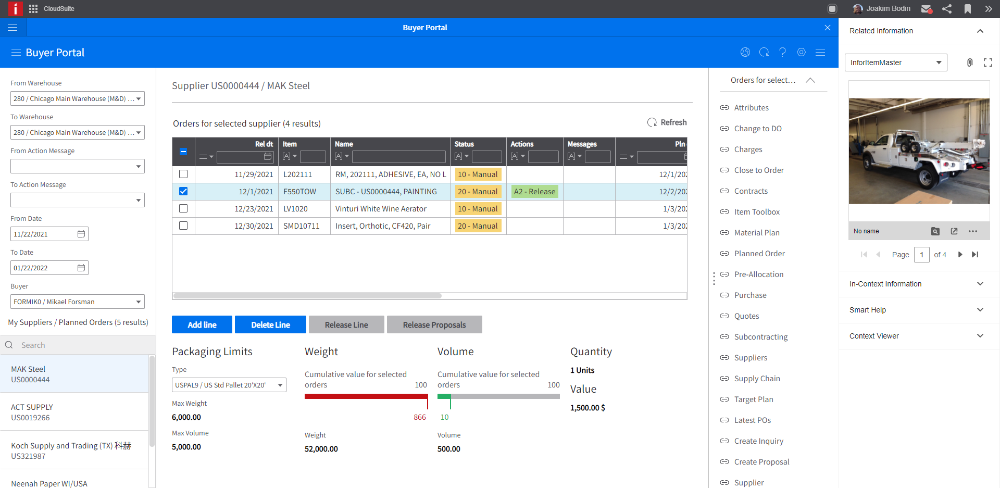 CloudSuite
Joakim Bodin
Buyer Portal
Buyer Portal
From Warehouse
280 / Chicago Main Warehouse (M&D) ...
To Warehouse
280 / Chicago Main Warehouse (M&D) ...
From Action Message
To Action Message
From Date
11/22/2021
To Date
01/22/2022
Buyer
FORMIK0 / Mikael Forsman
My Suppliers / Planned Orders (5 results)
Search
MAK Steel
US0000444
ACT SUPPLY
US0019266
Koch Supply and Trading (TX) 科赫
US321987
Neenah Paper WI/USA
Supplier US0000444 / MAK Steel
Orders for selected supplier (4 results)
Refresh
Rel dt Item Name Status Actions Messages Pln
11/29/2021 L202111 RM, 202111, ADHESIVE, EA, NO L 10 - Manual 12/1/202
12/1/2021 F550TOW SUBC - US0000444, PAINTING 20 - Manual A2 - Release 12/2/202
12/23/2021 LV1020 Vinturi White Wine Aerator 10 - Manual 1/3/202
12/30/2021 SMD10711 Insert, Orthotic, CF420, Pair 20 - Manual 1/3/202
Add line Delete Line Release Line Release Proposals
Packaging Limits
Type
USPAL9 / US Std Pallet 20'X20'
Max Weight
6,000.00
Max Volume
5,000.00
Weight
Cumulative value for selected
orders 100
866
Weight
52,000.00
Volume
Cumulative value for selected
orders 100
10
Volume
500.00
Quantity
1 Units
Value
1,500.00 $
Orders for select...
Attributes
Change to DO
Charges
Close to Order
Contracts
Item Toolbox
Material Plan
Planned Order
Pre-Allocation
Purchase
Quotes
Subcontracting
Suppliers
Supply Chain
Target Plan
Latest POs
Create Inquiry
Create Proposal
Supplier
Related Information
InforItemMaster
No name
Page 1 of 4
In-Context Information
Smart Help
Context Viewer